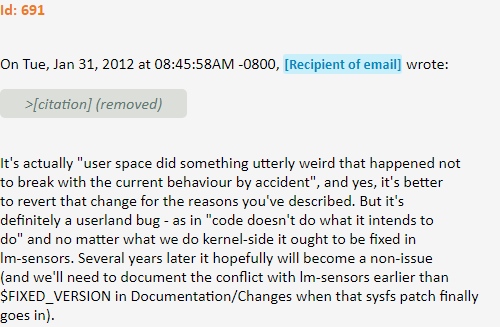 Id: 691
On Tue, Jan 31, 2012 at 08:45:58AM -0800, [Recipient of email] wrote:
>[citation] (removed)
It's actually "user space did something utterly weird that happened not
to break with the current behaviour by accident", and yes, it's better
to revert that change for the reasons you've described. But it's
definitely a userland bug - as in "code doesn't do what it intends to
do" and no matter what we do kernel-side it ought to be fixed in
lm-sensors. Several years later it hopefully will become a non-issue
(and we'll need to document the conflict with lm-sensors earlier than
$FIXED_VERSION in Documentation/Changes when that sysfs patch finally
goes in).